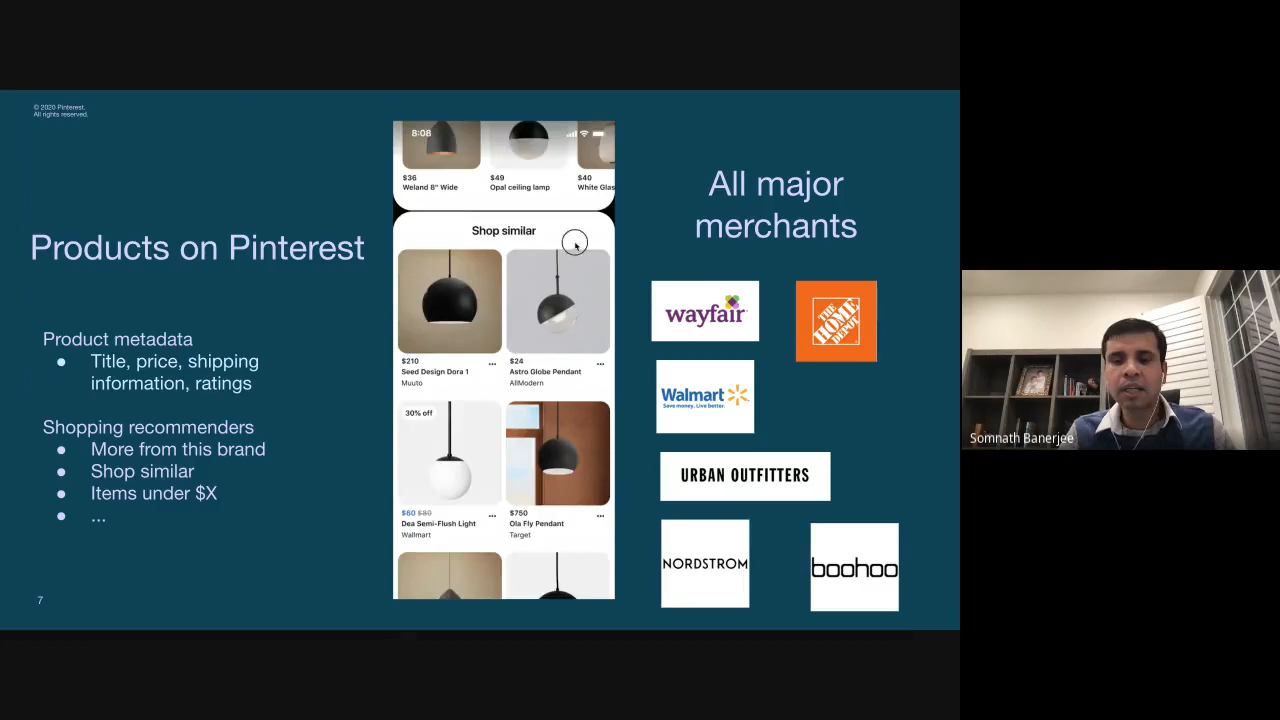 © 2020 Pinterest.
All rights reserved.
Products on Pinterest
Product metadata
● Title, price, shipping
information, ratings
Shopping recommenders
● More from this brand
● Shop similar
● Items under $X
● ...
7
8:08
$36
Weland 8" Wide
$49
Opal ceiling lamp
$40
White Glas
Shop similar
$210
Seed Design Dora 1
Muuto
$24
Astro Globe Pendant
AllModern
30% off
$60 $80
Dea Semi-Flush Light
Wallmart
$750
Ola Fly Pendant
Target
All major
merchants
wayfair
THE
HOME
DEPOT
Walmart
Save money. Live better.
URBAN OUTFITTERS
NORDSTROM
boohoo
Somnath Banerjee